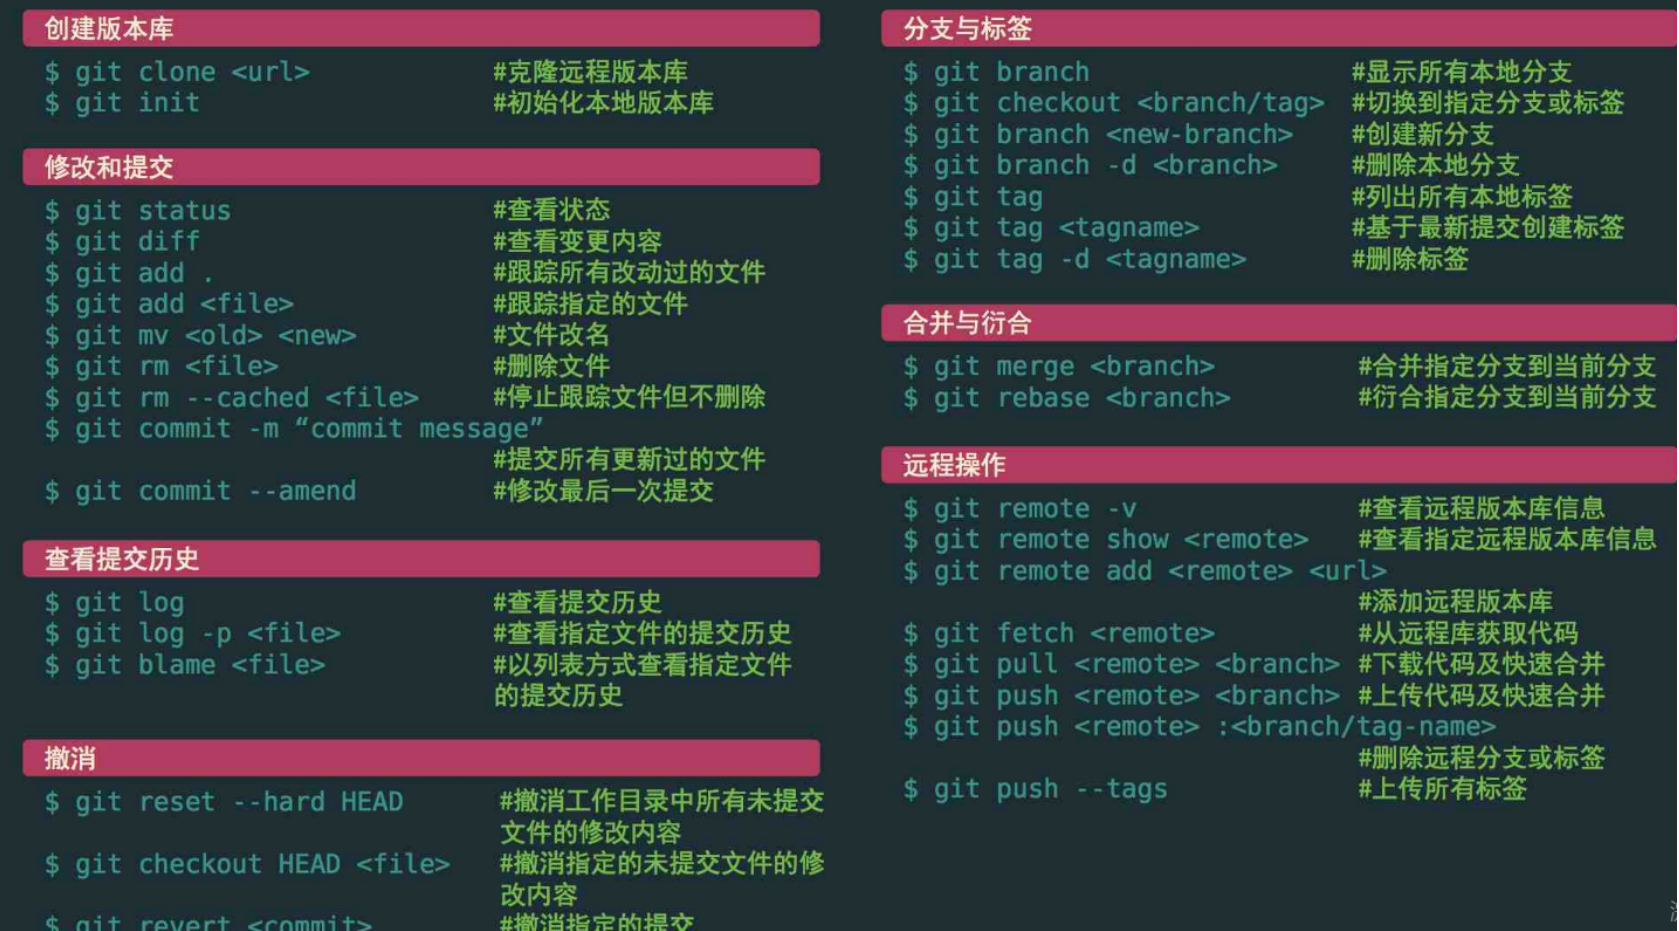 创建版本库
$ git clone <url> #克隆远程版本库
$ git init #初始化本地版本库
修改和提交
$ git status #查看状态
$ git diff #查看变更内容
$ git add . #跟踪所有改动过的文件
$ git add <file> #跟踪指定的文件
$ git mv <old> <new> #文件改名
$ git rm <file> #删除文件
$ git rm --cached <file> #停止跟踪文件但不删除
$ git commit -m “commit message”
#提交所有更新过的文件
$ git commit --amend #修改最后一次提交
查看提交历史
$ git log #查看提交历史
$ git log -p <file> #查看指定文件的提交历史
$ git blame <file> #以列表方式查看指定文件
的提交历史
撤消
$ git reset --hard HEAD #撤消工作目录中所有未提交
文件的修改内容
$ git checkout HEAD <file> #撤消指定的未提交文件的修
改内容
$ git revert <commit> #撤消指定的提交
分支与标签
$ git branch #显示所有本地分支
$ git checkout <branch/tag> #切换到指定分支或标签
$ git branch <new-branch> #创建新分支
$ git branch -d <branch> #删除本地分支
$ git tag #列出所有本地标签
$ git tag <tagname> #基于最新提交创建标签
$ git tag -d <tagname> #删除标签
合并与衍合
$ git merge <branch> #合并指定分支到当前分支
$ git rebase <branch> #衍合指定分支到当前分支
远程操作
$ git remote -v #查看远程版本库信息
$ git remote show <remote> #查看指定远程版本库信息
$ git remote add <remote> <url>
#添加远程版本库
$ git fetch <remote> #从远程库获取代码
$ git pull <remote> <branch> #下载代码及快速合并
$ git push <remote> <branch> #上传代码及快速合并
$ git push <remote> :<branch/tag-name>
#删除远程分支或标签
$ git push --tags #上传所有标签